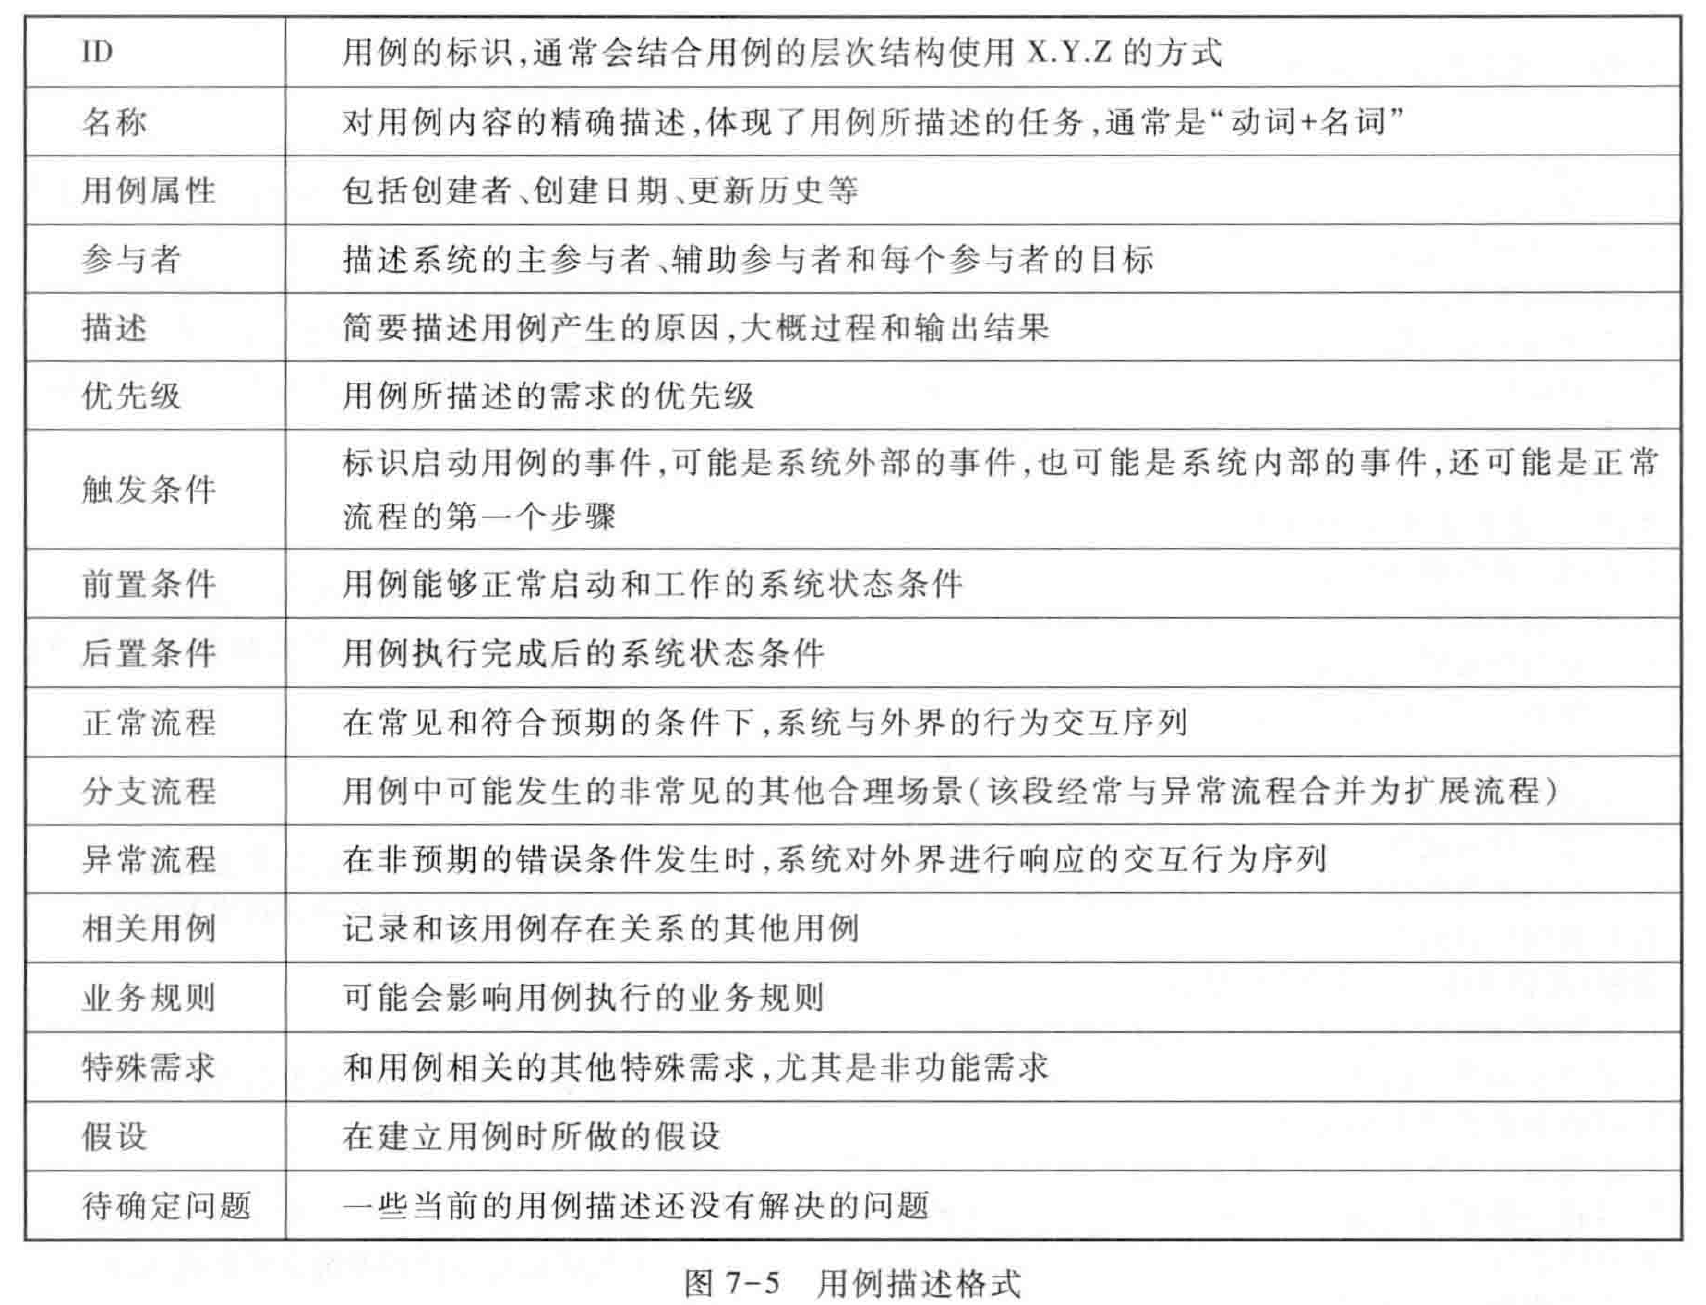 ID 用例的标识,通常会结合用例的层次结构使用 X.Y.Z 的方式
名称 对用例内容的精确描述,体现了用例所描述的任务,通常是“动词+名词”
用例属性 包括创建者、创建日期、更新历史等
参与者 描述系统的主参与者、辅助参与者和每个参与者的目标
描述 简要描述用例产生的原因,大概过程和输出结果
优先级 用例所描述的需求的优先级
触发条件 标识启动用例的事件,可能是系统外部的事件,也可能是系统内部的事件,还可能是正常
流程的第一个步骤
前置条件 用例能够正常启动和工作的系统状态条件
后置条件 用例执行完成后的系统状态条件
正常流程 在常见和符合预期的条件下,系统与外界的行为交互序列
分支流程 用例中可能发生的非常见的其他合理场景(该段经常与异常流程合并为扩展流程)
异常流程 在非预期的错误条件发生时,系统对外界进行响应的交互行为序列
相关用例 记录和该用例存在关系的其他用例
业务规则 可能会影响用例执行的业务规则
特殊需求 和用例相关的其他特殊需求,尤其是非功能需求
假设 在建立用例时所做的假设
待确定问题 一些当前的用例描述还没有解决的问题
图 7-5 用例描述格式